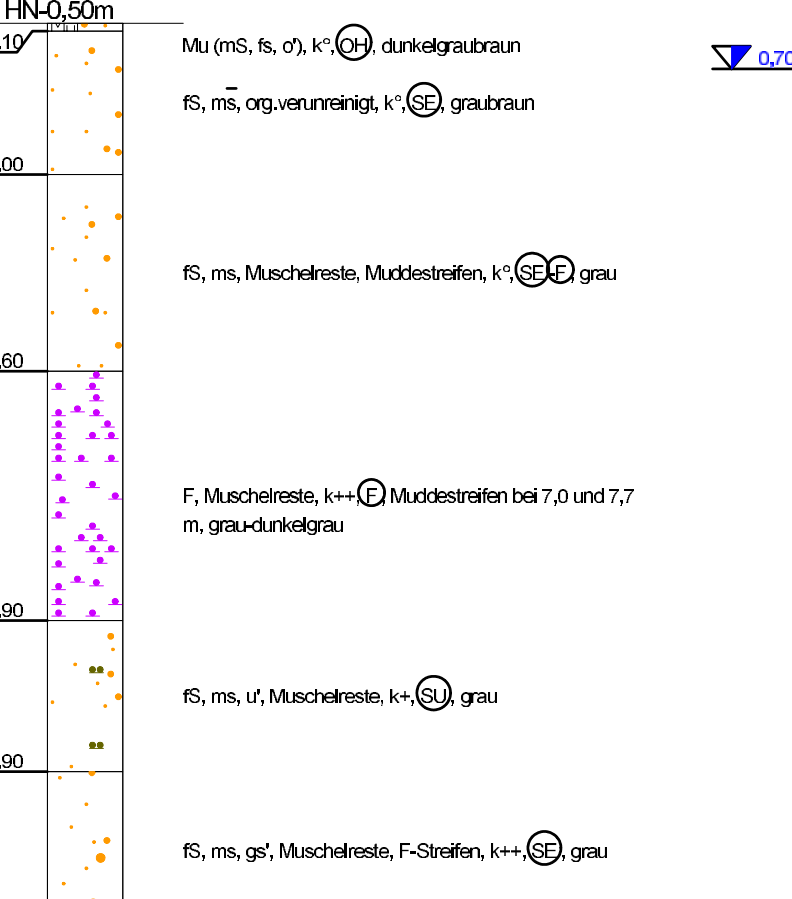 HN-0,50m
,10
Mu (mS, fs, o'), k°, OH, dunkelgraubraun
0,70
fS, ms̅, org.verunreinigt, k°, SE, graubraun
,00
fS, ms, Muschelreste, Muddestreifen, k°, SE-F, grau
,60
F, Muschelreste, k++, F, Muddestreifen bei 7,0 und 7,7
m, grau-dunkelgrau
,90
fS, ms, u', Muschelreste, k+, SU, grau
,90
fS, ms, gs', Muschelreste, F-Streifen, k++, SE, grau